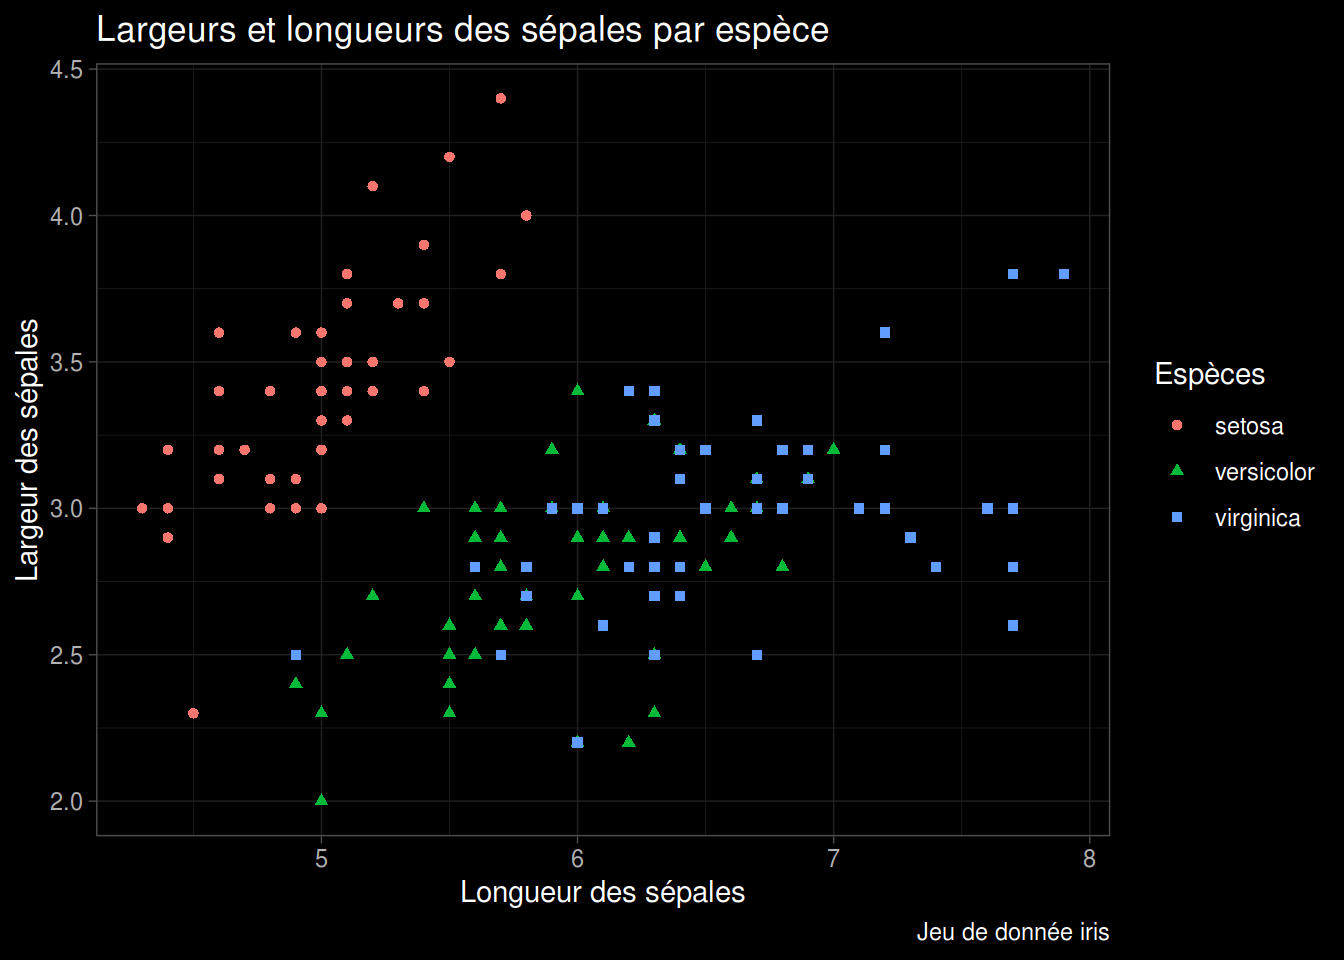 Largeurs et longueurs des sépales par espèce
Largeur des sépales
4.5
4.0
3.5
3.0
2.5
2.0
5
6
7
8
Longueur des sépales
Espèces
setosa
versicolor
virginica
Jeu de donnée iris